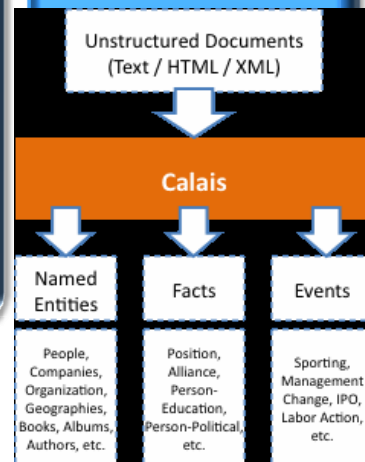 Unstructured Documents
(Text / HTML / XML)
Calais
Named
Entities
Facts
Events
People,
Companies,
Organization,
Geographies,
Books, Albums,
Authors, etc.
Position,
Alliance,
Person-
Education,
Person-Political,
etc.
Sporting,
Management
Change, IPO,
Labor Action,
etc.